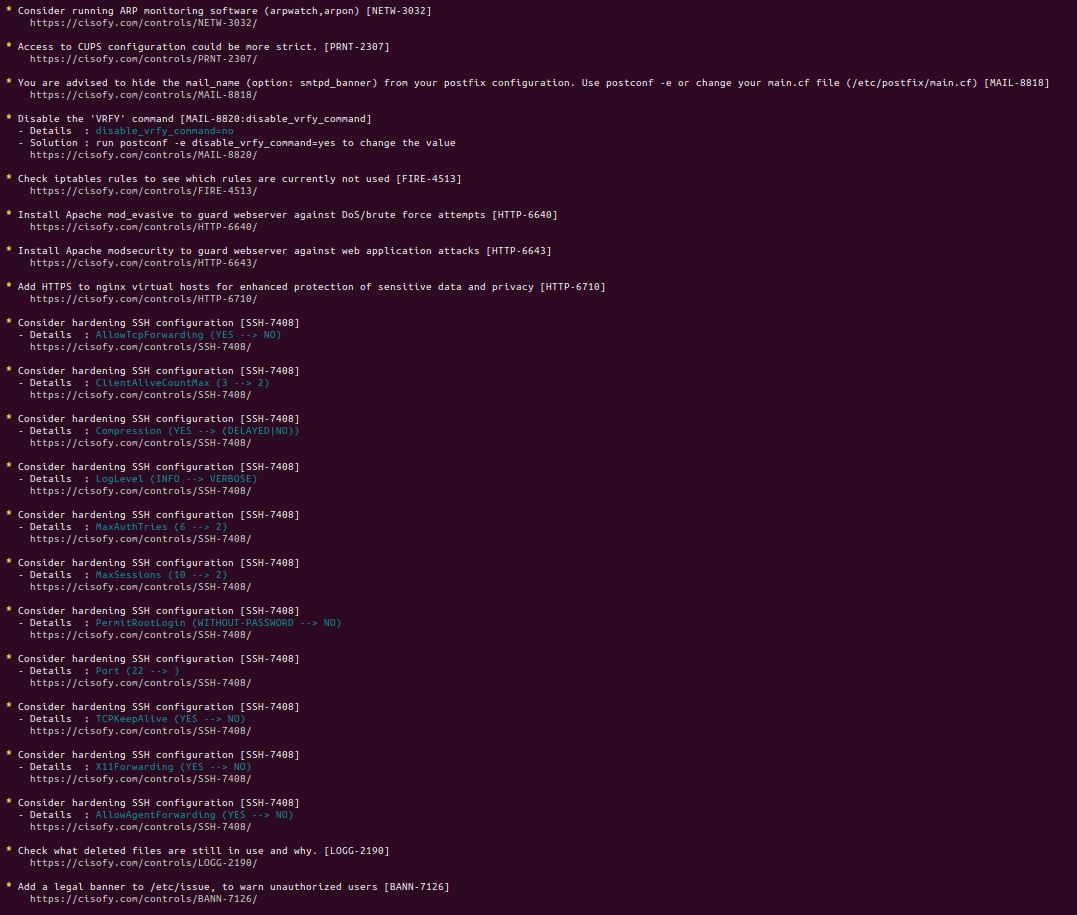 * Consider running ARP monitoring software (arpwatch,arpon) [NETW-3032]
https://cisofy.com/controls/NETW-3032/
* Access to CUPS configuration could be more strict. [PRNT-2307]
https://cisofy.com/controls/PRNT-2307/
* You are advised to hide the mail_name (option: smtpd_banner) from your postfix configuration. Use postconf -e or change your main.cf file (/etc/postfix/main.cf) [MAIL-8818]
https://cisofy.com/controls/MAIL-8818/
* Disable the 'VRFY' command [MAIL-8820:disable_vrfy_command]
- Details  : disable_vrfy_command=no
- Solution : run postconf -e disable_vrfy_command=yes to change the value
https://cisofy.com/controls/MAIL-8820/
* Check iptables rules to see which rules are currently not used [FIRE-4513]
https://cisofy.com/controls/FIRE-4513/
* Install Apache mod_evasive to guard webserver against DoS/brute force attempts [HTTP-6640]
https://cisofy.com/controls/HTTP-6640/
* Install Apache modsecurity to guard webserver against web application attacks [HTTP-6643]
https://cisofy.com/controls/HTTP-6643/
* Add HTTPS to nginx virtual hosts for enhanced protection of sensitive data and privacy [HTTP-6710]
https://cisofy.com/controls/HTTP-6710/
* Consider hardening SSH configuration [SSH-7408]
- Details  : AllowTcpForwarding (YES --> NO)
https://cisofy.com/controls/SSH-7408/
* Consider hardening SSH configuration [SSH-7408]
- Details  : ClientAliveCountMax (3 --> 2)
https://cisofy.com/controls/SSH-7408/
* Consider hardening SSH configuration [SSH-7408]
- Details  : Compression (YES --> (DELAYED|NO))
https://cisofy.com/controls/SSH-7408/
* Consider hardening SSH configuration [SSH-7408]
- Details  : LogLevel (INFO --> VERBOSE)
https://cisofy.com/controls/SSH-7408/
* Consider hardening SSH configuration [SSH-7408]
- Details  : MaxAuthTries (6 --> 2)
https://cisofy.com/controls/SSH-7408/
* Consider hardening SSH configuration [SSH-7408]
- Details  : MaxSessions (10 --> 2)
https://cisofy.com/controls/SSH-7408/
* Consider hardening SSH configuration [SSH-7408]
- Details  : PermitRootLogin (WITHOUT-PASSWORD --> NO)
https://cisofy.com/controls/SSH-7408/
* Consider hardening SSH configuration [SSH-7408]
- Details  : Port (22 --> )
https://cisofy.com/controls/SSH-7408/
* Consider hardening SSH configuration [SSH-7408]
- Details  : TCPKeepAlive (YES --> NO)
https://cisofy.com/controls/SSH-7408/
* Consider hardening SSH configuration [SSH-7408]
- Details  : X11Forwarding (YES --> NO)
https://cisofy.com/controls/SSH-7408/
* Consider hardening SSH configuration [SSH-7408]
- Details  : AllowAgentForwarding (YES --> NO)
https://cisofy.com/controls/SSH-7408/
* Check what deleted files are still in use and why. [LOGG-2190]
https://cisofy.com/controls/LOGG-2190/
* Add a legal banner to /etc/issue, to warn unauthorized users [BANN-7126]
https://cisofy.com/controls/BANN-7126/